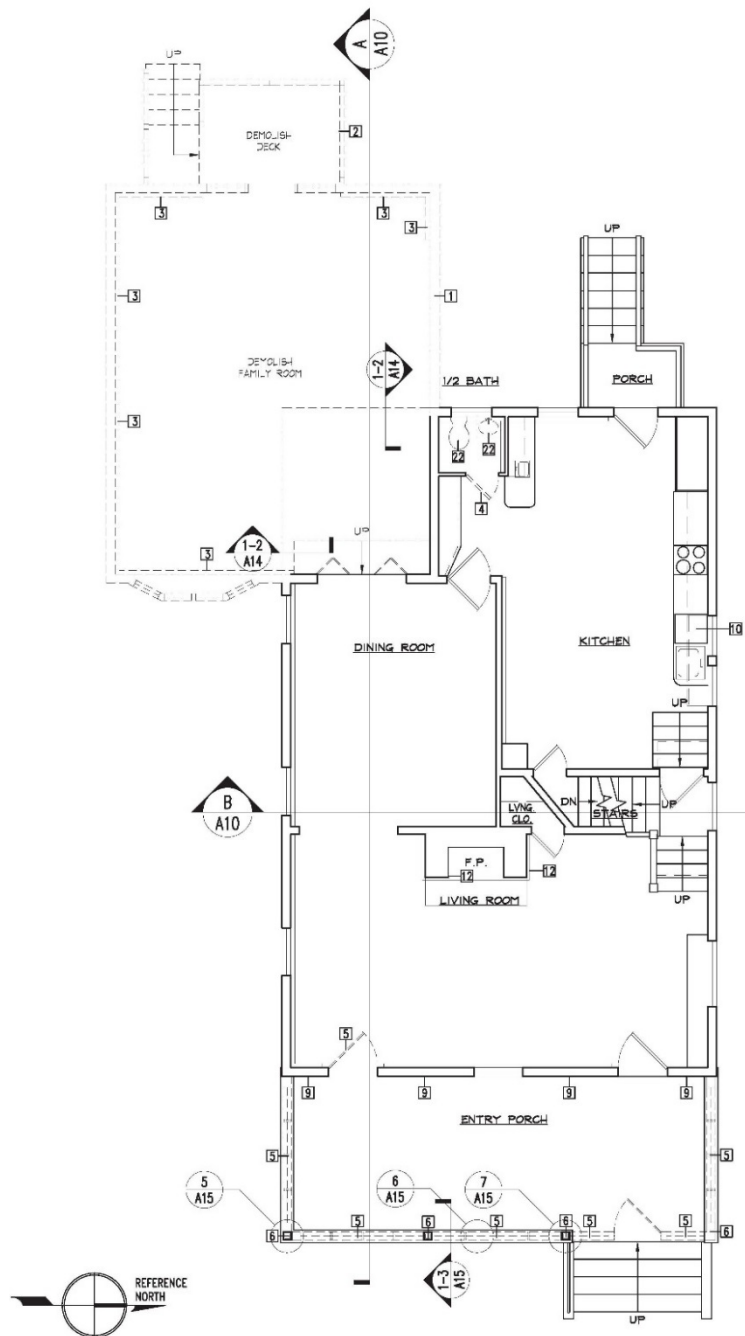 A
A10
UP
DEMOLISH
DECK
2
3
3
3
3
1
DEMOLISH
FAMILY ROOM
1-2
A14
UP
PORCH
1/2 BATH
22
22
4
3
3
1-2
A14
UP
DINING ROOM
KITCHEN
10
UP
B
A10
LVNG.
CLO.
DN
STAIRS
UP
F.P.
12
12
LIVING ROOM
UP
5
9
9
9
9
ENTRY PORCH
5
5
5
A15
6
A15
7
A15
6
5
6
5
6
5
5
6
1-3
A15
UP
REFERENCE
NORTH